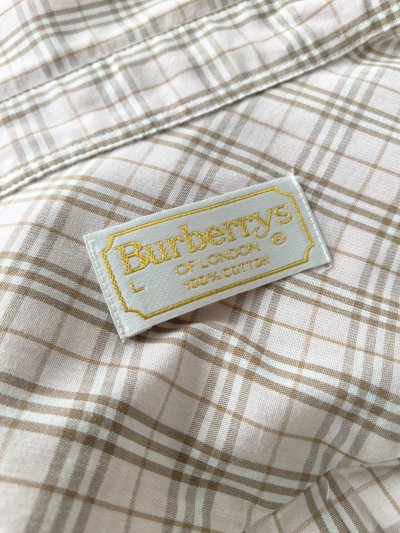 Burberrys
OF LONDON ®
L 100% COTTON